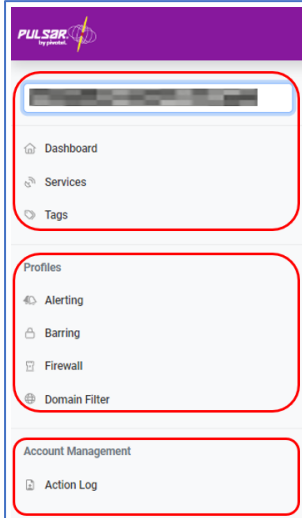 PULSAR.
by pivotel.
Dashboard
Services
Tags
Profiles
Alerting
Barring
Firewall
Domain Filter
Account Management
Action Log